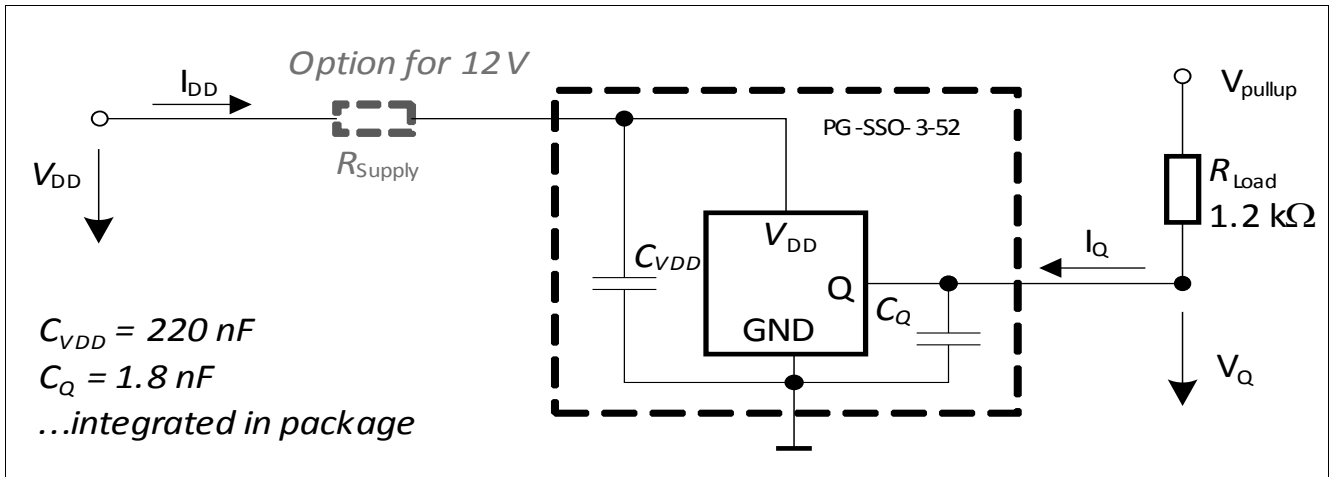 Option for 12 V
I_DD
R_Supply
V_DD
PG-SSO-3-52
V_pullup
R_Load
1.2 kΩ
V_DD
C_VDD
Q
GND
C_Q
I_Q
V_Q
C_VDD = 220 nF
C_Q = 1.8 nF
...integrated in package